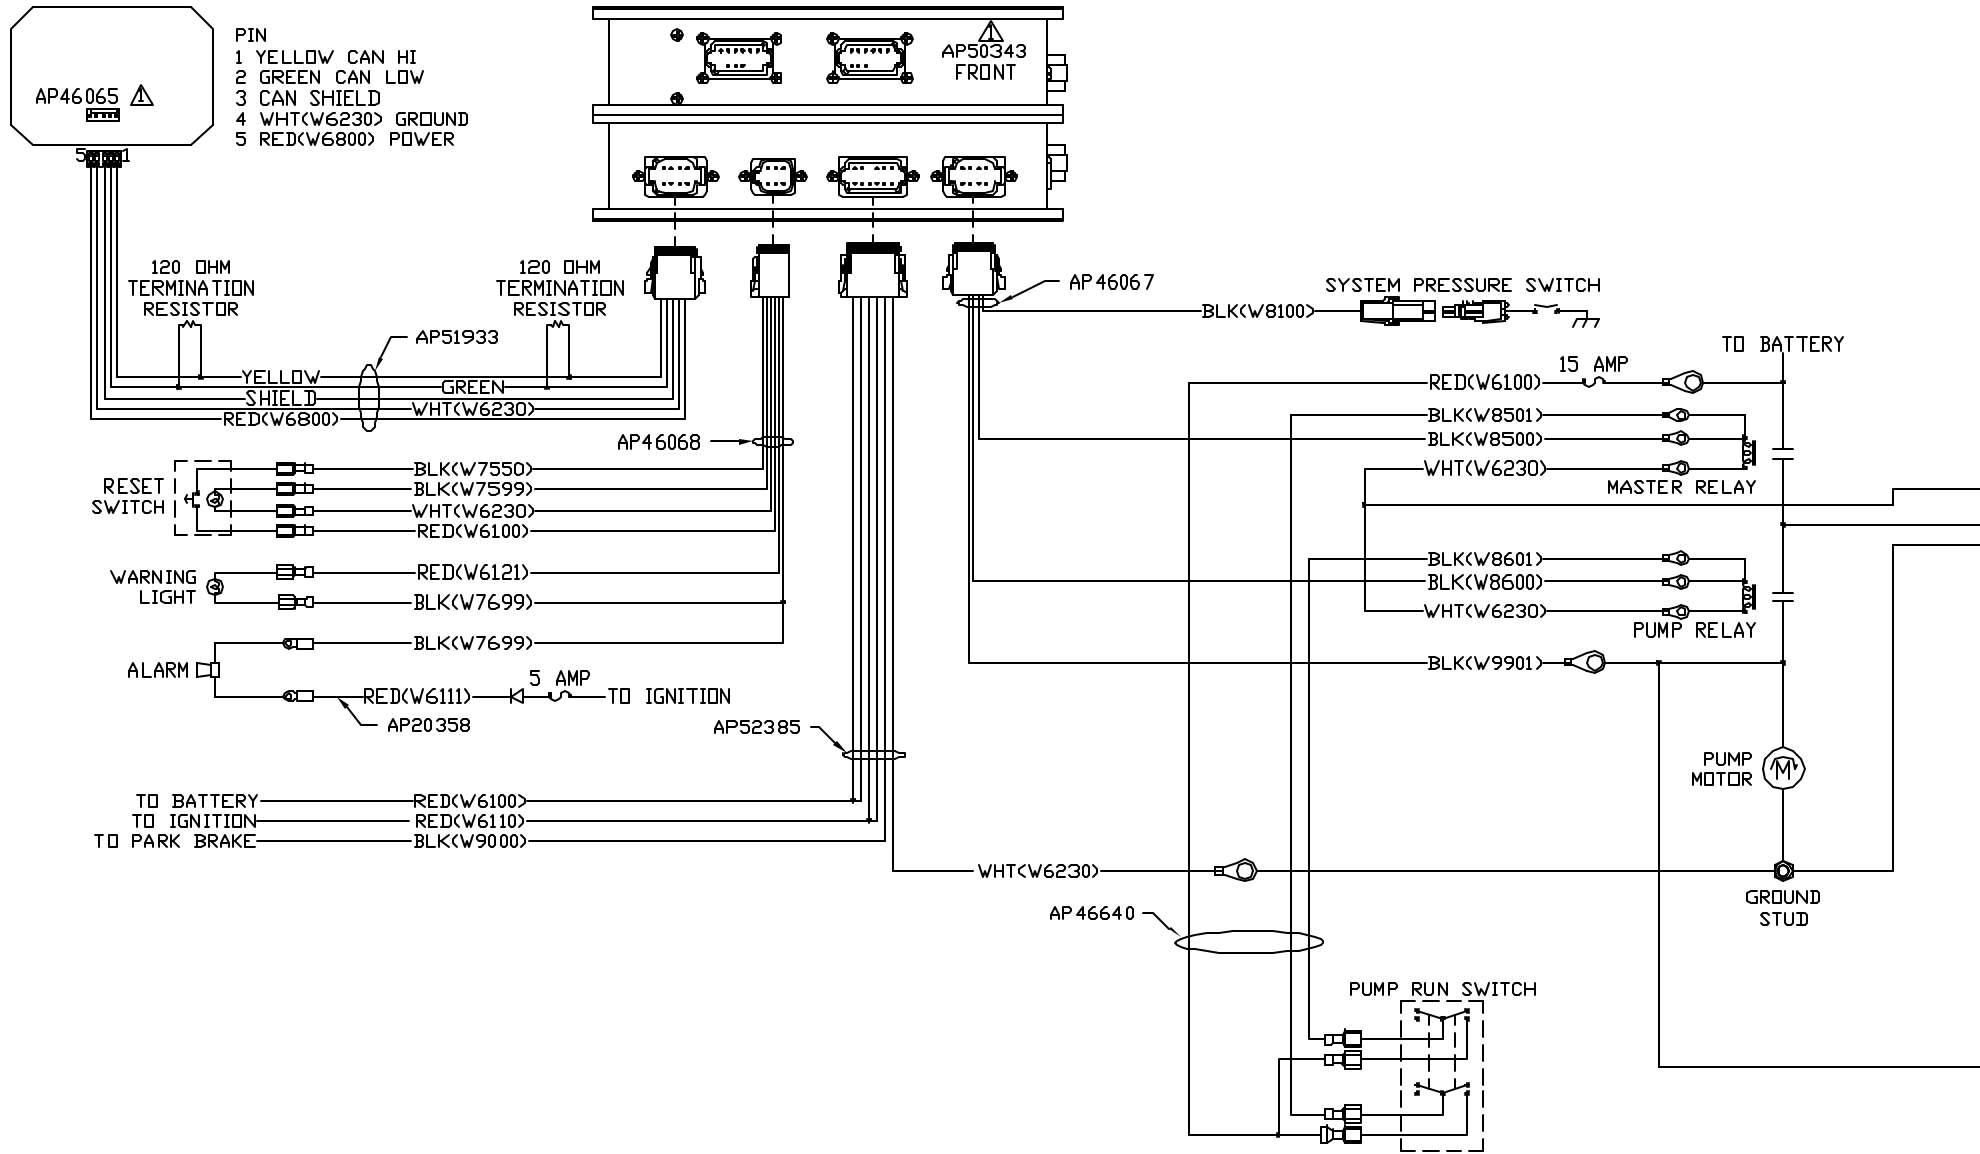 PIN
1 YELLOW CAN HI
2 GREEN CAN LOW
3 CAN SHIELD
4 WHT(W6230) GROUND
5 RED(W6800) POWER
AP46065 1
5 1
1
AP50343
FRONT
120 OHM
TERMINATION
RESISTOR
120 OHM
TERMINATION
RESISTOR
AP51933
YELLOW
GREEN
SHIELD
WHT(W6230)
RED(W6800)
AP46067
BLK(W8100)
SYSTEM PRESSURE SWITCH
TO BATTERY
15 AMP
RED(W6100)
BLK(W8501)
BLK(W8500)
WHT(W6230)
MASTER RELAY
AP46068
RESET
SWITCH
BLK(W7550)
BLK(W7599)
WHT(W6230)
RED(W6100)
WARNING
LIGHT
RED(W6121)
BLK(W7699)
BLK(W8601)
BLK(W8600)
WHT(W6230)
PUMP RELAY
BLK(W9901)
ALARM
BLK(W7699)
RED(W6111)
5 AMP
TO IGNITION
AP20358
AP52385
PUMP
MOTOR
M
TO BATTERY
RED(W6100)
TO IGNITION
RED(W6110)
TO PARK BRAKE
BLK(W9000)
WHT(W6230)
GROUND
STUD
AP46640
PUMP RUN SWITCH